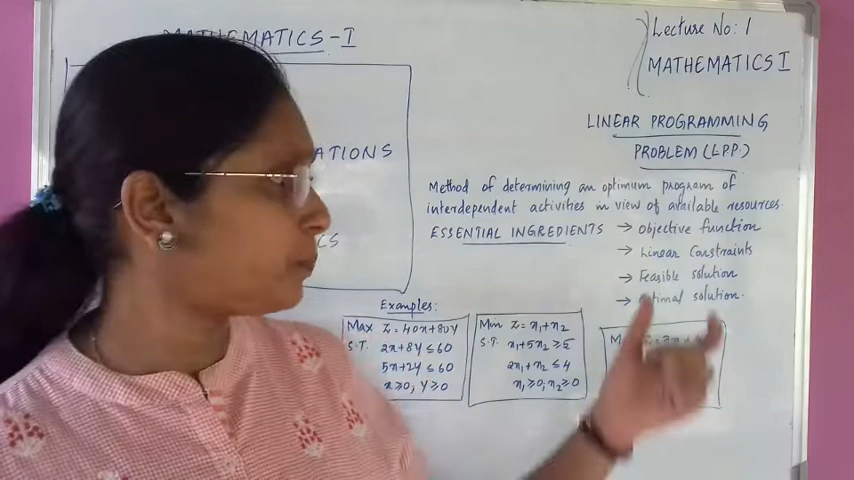 MATHEMATICS-I
ATIONS
CS
Lecture No: 1
MATHEMATICS I
LINEAR PROGRAMMING
PROBLEM (LPP)
Method of Determining an optimum program of
interdependent activities in view of available resources.
ESSENTIAL INGREDIENTS → objective function
→ Linear Constraints
→ Feasible solution
→ optimal solution.
Examples:
Max Z = 40x+80y
S.T. 2x+8y ≤ 60
5x+2y ≤ 60
x≥0, y≥0
Min Z = x₁+x₂
S.T. x₁+5x₂ ≥ 5
2x₁+x₂ ≤ 4
x₁≥0; x₂≥0